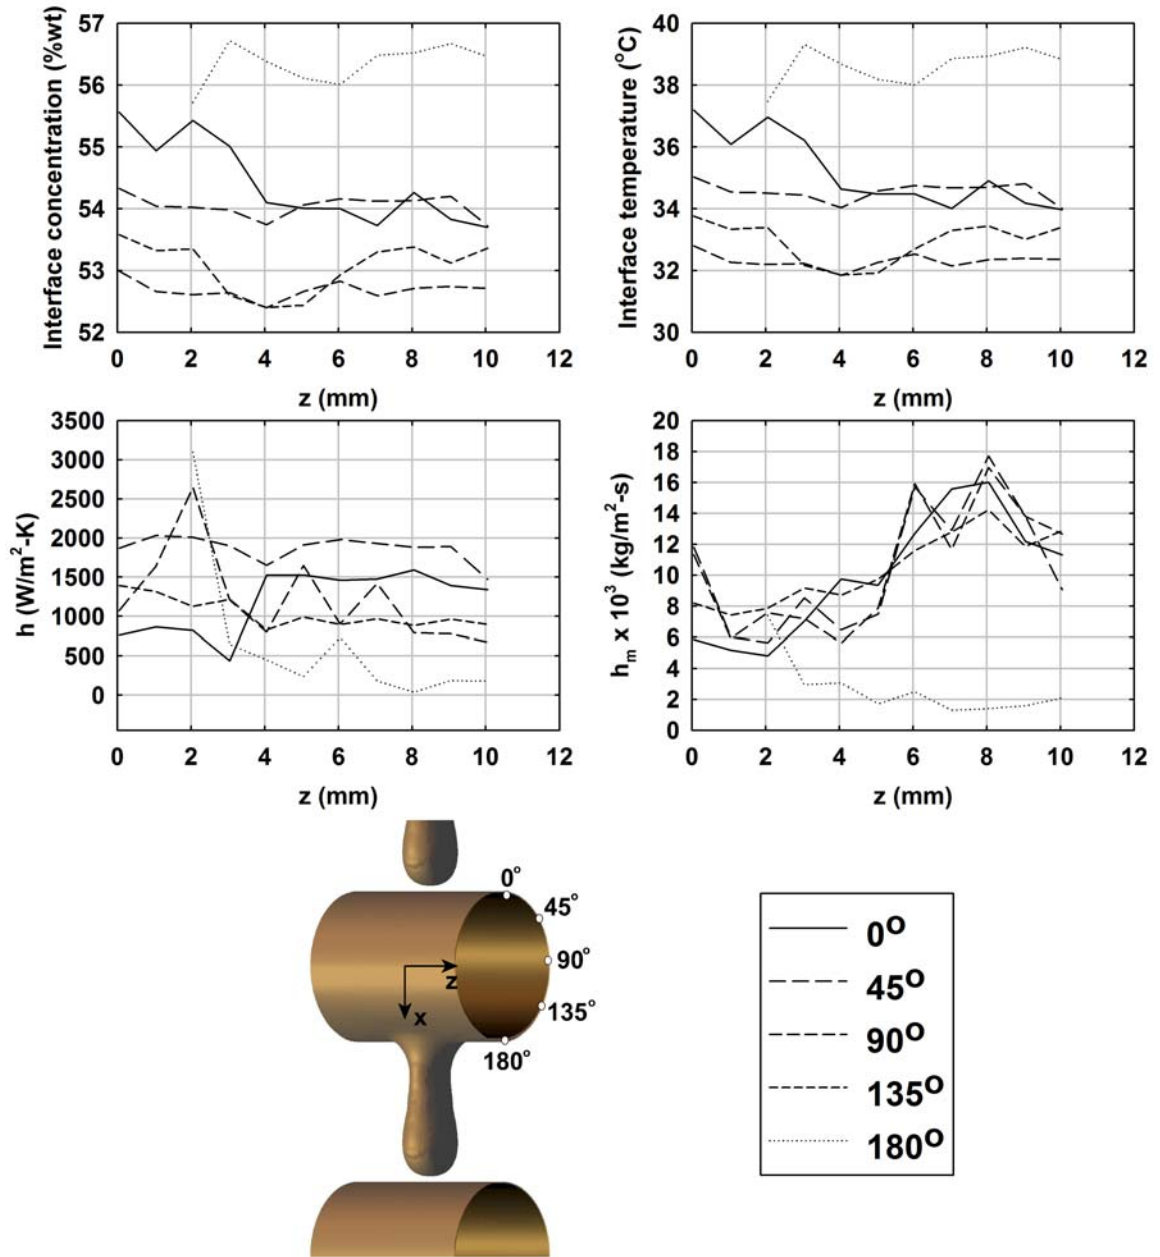 Interface concentration (%wt)
57
56
55
54
53
52
0 2 4 6 8 10 12
z (mm)
Interface temperature (°C)
40
38
36
34
32
30
0 2 4 6 8 10 12
z (mm)
h (W/m²-K)
3500
3000
2500
2000
1500
1000
500
0
0 2 4 6 8 10 12
z (mm)
hₘ x 10³ (kg/m²-s)
20
18
16
14
12
10
8
6
4
2
0
0 2 4 6 8 10 12
z (mm)
0°
45°
90°
z
135°
x
180°
0°
45°
90°
135°
180°